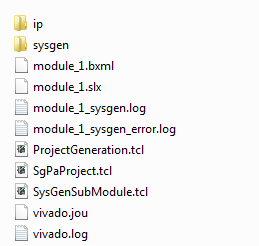 ip
sysgen
module_1.bxml
module_1.slx
module_1_sysgen.log
module_1_sysgen_error.log
ProjectGeneration.tcl
SgPaProject.tcl
SysGenSubModule.tcl
vivado.jou
vivado.log